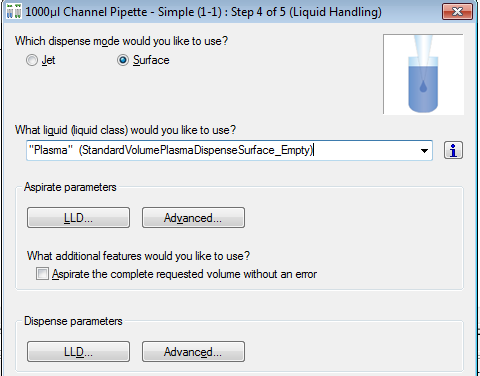 1000µl Channel Pipette - Simple (1-1) : Step 4 of 5 (Liquid Handling)
Which dispense mode would you like to use?
Jet
Surface
What liquid (liquid class) would you like to use?
"Plasma" (StandardVolumePlasmaDispenseSurface_Empty)
Aspirate parameters
LLD...
Advanced...
What additional features would you like to use?
Aspirate the complete requested volume without an error
Dispense parameters
LLD...
Advanced...